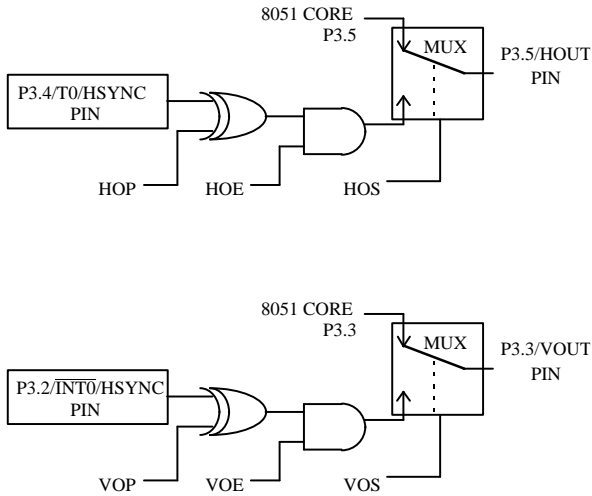 8051 CORE
P3.5
MUX
P3.5/HOUT
PIN
P3.4/T0/HSYNC
PIN
HOP
HOE
HOS
8051 CORE
P3.3
MUX
P3.3/VOUT
PIN
P3.2/INT0/HSYNC
PIN
VOP
VOE
VOS